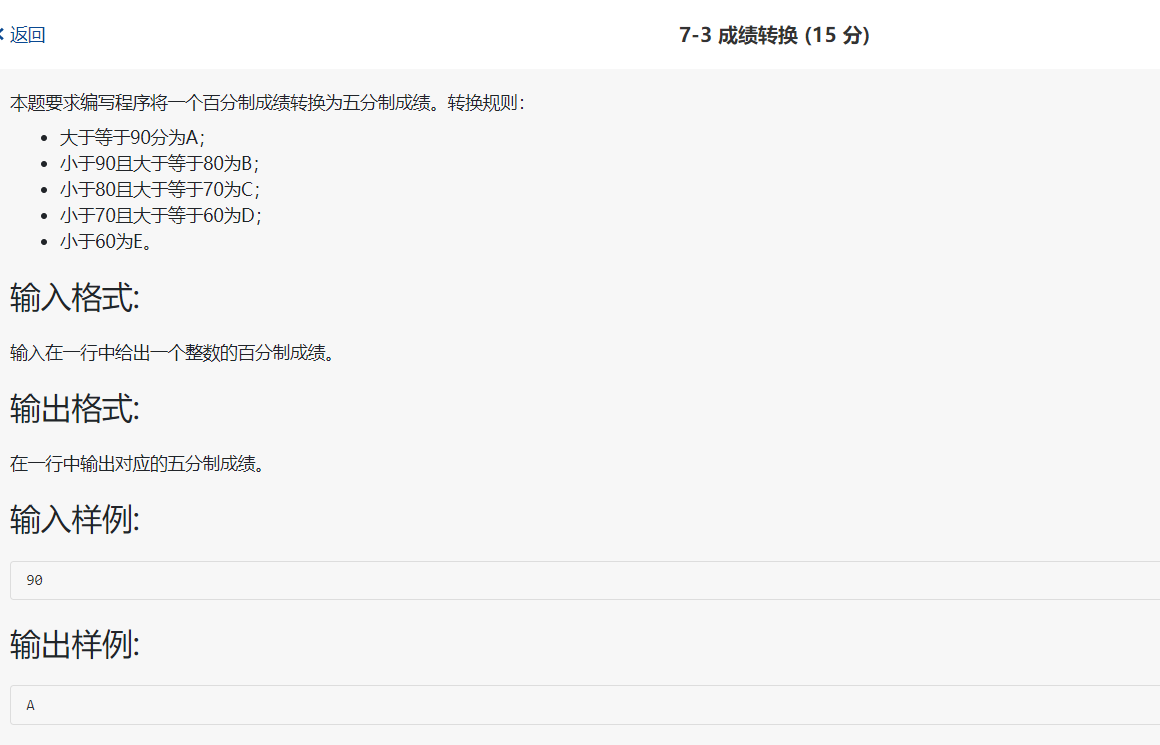 返回
7-3 成绩转换 (15 分)
本题要求编写程序将一个百分制成绩转换为五分制成绩。转换规则：
大于等于90分为A；
小于90且大于等于80为B；
小于80且大于等于70为C；
小于70且大于等于60为D；
小于60为E。
输入格式:
输入在一行中给出一个整数的百分制成绩。
输出格式:
在一行中输出对应的五分制成绩。
输入样例:
90
输出样例:
A